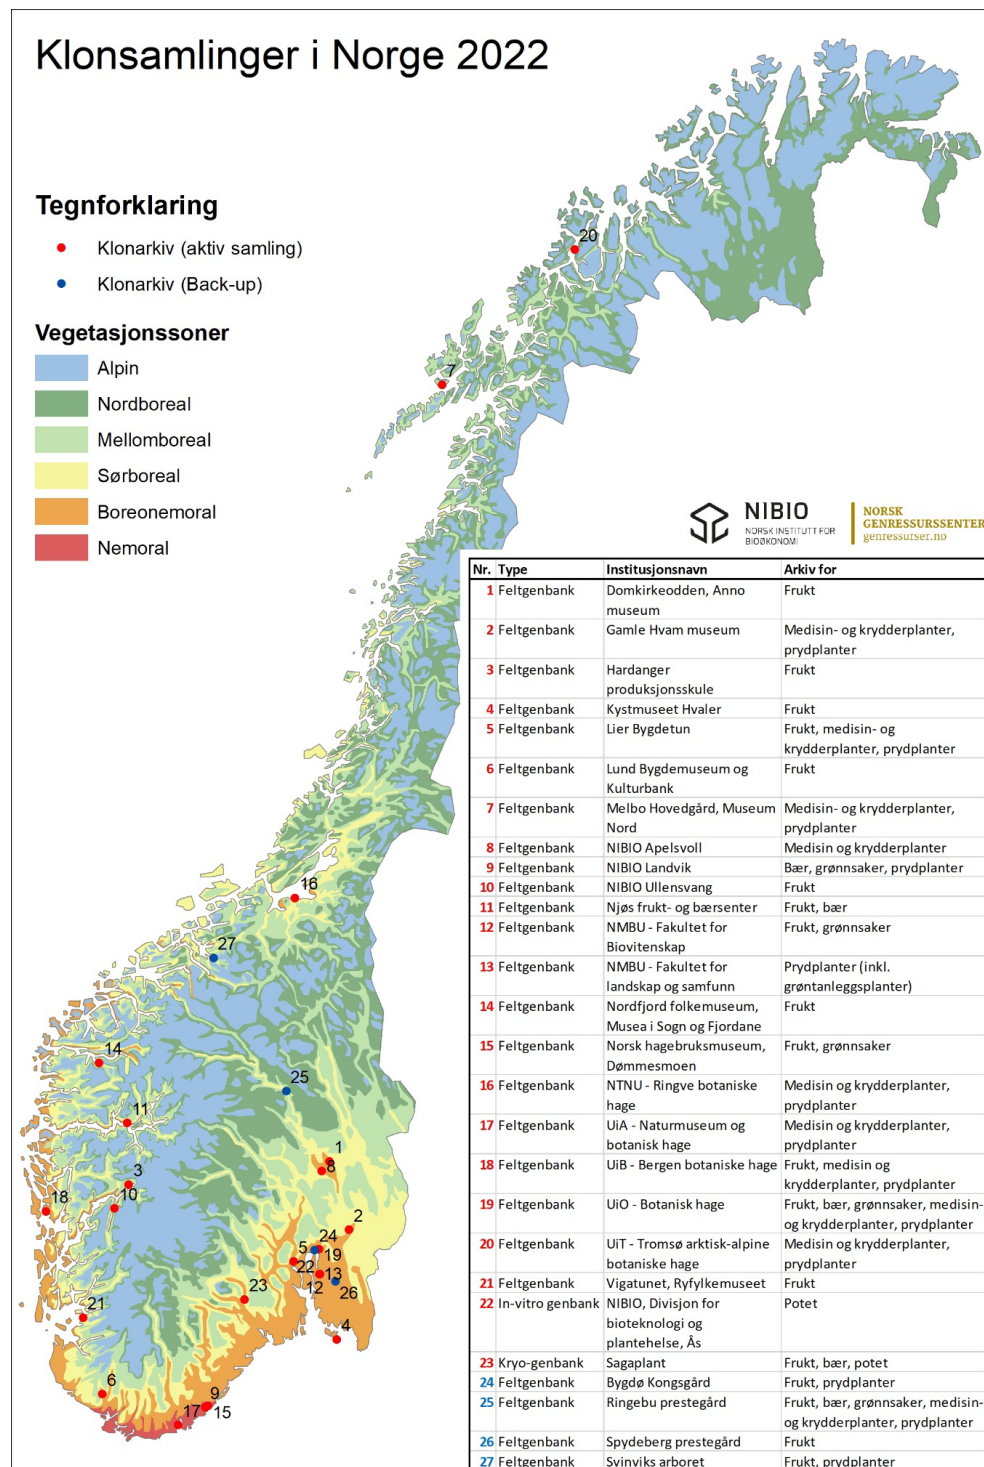 Klonsamlinger i Norge 2022
Tegnforklaring
Klonarkiv (aktiv samling)
Klonarkiv (Back-up)
Vegetasjonssoner
Alpin
Nordboreal
Mellomboreal
Sørboreal
Boreonemoral
Nemoral
20
7
16
27
14
25
11
1
8
3
10
18
2
24
5
19
22
13
12
26
23
21
4
6
9
17
15
NIBIO
NORSK INSTITUTT FOR
BIOØKONOMI
NORSK
GENRESSURSSENTER
genressurser.no
Nr. Type Institusjonsnavn Arkiv for
1 Feltgenbank Domkirkeodden, Anno Frukt
museum
2 Feltgenbank Gamle Hvam museum Medisin- og krydderplanter,
prydplanter
3 Feltgenbank Hardanger Frukt
produksjonsskule
4 Feltgenbank Kystmuseet Hvaler Frukt
5 Feltgenbank Lier Bygdetun Frukt, medisin- og
krydderplanter, prydplanter
6 Feltgenbank Lund Bygdemuseum og Frukt
Kulturbank
7 Feltgenbank Melbo Hovedgård, Museum Medisin- og krydderplanter,
Nord prydplanter
8 Feltgenbank NIBIO Apelsvoll Medisin og krydderplanter
9 Feltgenbank NIBIO Landvik Bær, grønnsaker, prydplanter
10 Feltgenbank NIBIO Ullensvang Frukt
11 Feltgenbank Njøs frukt- og bærsenter Frukt, bær
12 Feltgenbank NMBU - Fakultet for Frukt, grønnsaker
Biovitenskap
13 Feltgenbank NMBU - Fakultet for Prydplanter (inkl.
landskap og samfunn grøntanleggsplanter)
14 Feltgenbank Nordfjord folkemuseum, Frukt
Musea i Sogn og Fjordane
15 Feltgenbank Norsk hagebruksmuseum, Frukt, grønnsaker
Dømmesmoen
16 Feltgenbank NTNU - Ringve botaniske Medisin og krydderplanter,
hage prydplanter
17 Feltgenbank UiA - Naturmuseum og Medisin og krydderplanter,
botanisk hage prydplanter
18 Feltgenbank UiB - Bergen botaniske hage Frukt, medisin og
krydderplanter, prydplanter
19 Feltgenbank UiO - Botanisk hage Frukt, bær, grønnsaker, medisin-
og krydderplanter, prydplanter
20 Feltgenbank UiT - Tromsø arktisk-alpine Medisin og krydderplanter,
botaniske hage prydplanter
21 Feltgenbank Vigatunet, Ryfylkemuseet Frukt
22 In-vitro genbank NIBIO, Divisjon for Potet
bioteknologi og
plantehelse, Ås
23 Kryo-genbank Sagaplant Frukt, bær, potet
24 Feltgenbank Bygdø Kongsgård Frukt, prydplanter
25 Feltgenbank Ringebu prestegård Frukt, bær, grønnsaker, medisin-
og krydderplanter, prydplanter
26 Feltgenbank Spydeberg prestegård Frukt
27 Feltgenbank Svinviks arboret Frukt, prydplanter